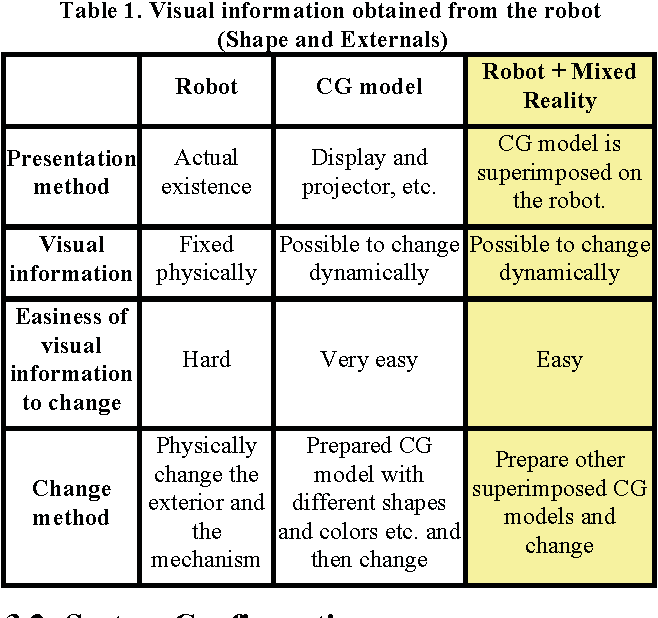 Table 1. Visual information obtained from the robot
(Shape and Externals)
Robot
CG model
Robot + Mixed
Reality
Presentation
method
Actual
existence
Display and
projector, etc.
CG model is
superimposed on
the robot.
Visual
information
Fixed
physically
Possible to change
dynamically
Possible to change
dynamically
Easiness of
visual
information
to change
Hard
Very easy
Easy
Change
method
Physically
change the
exterior and
the
mechanism
Prepared CG
model with
different shapes
and colors etc. and
then change
Prepare other
superimposed CG
models and
change